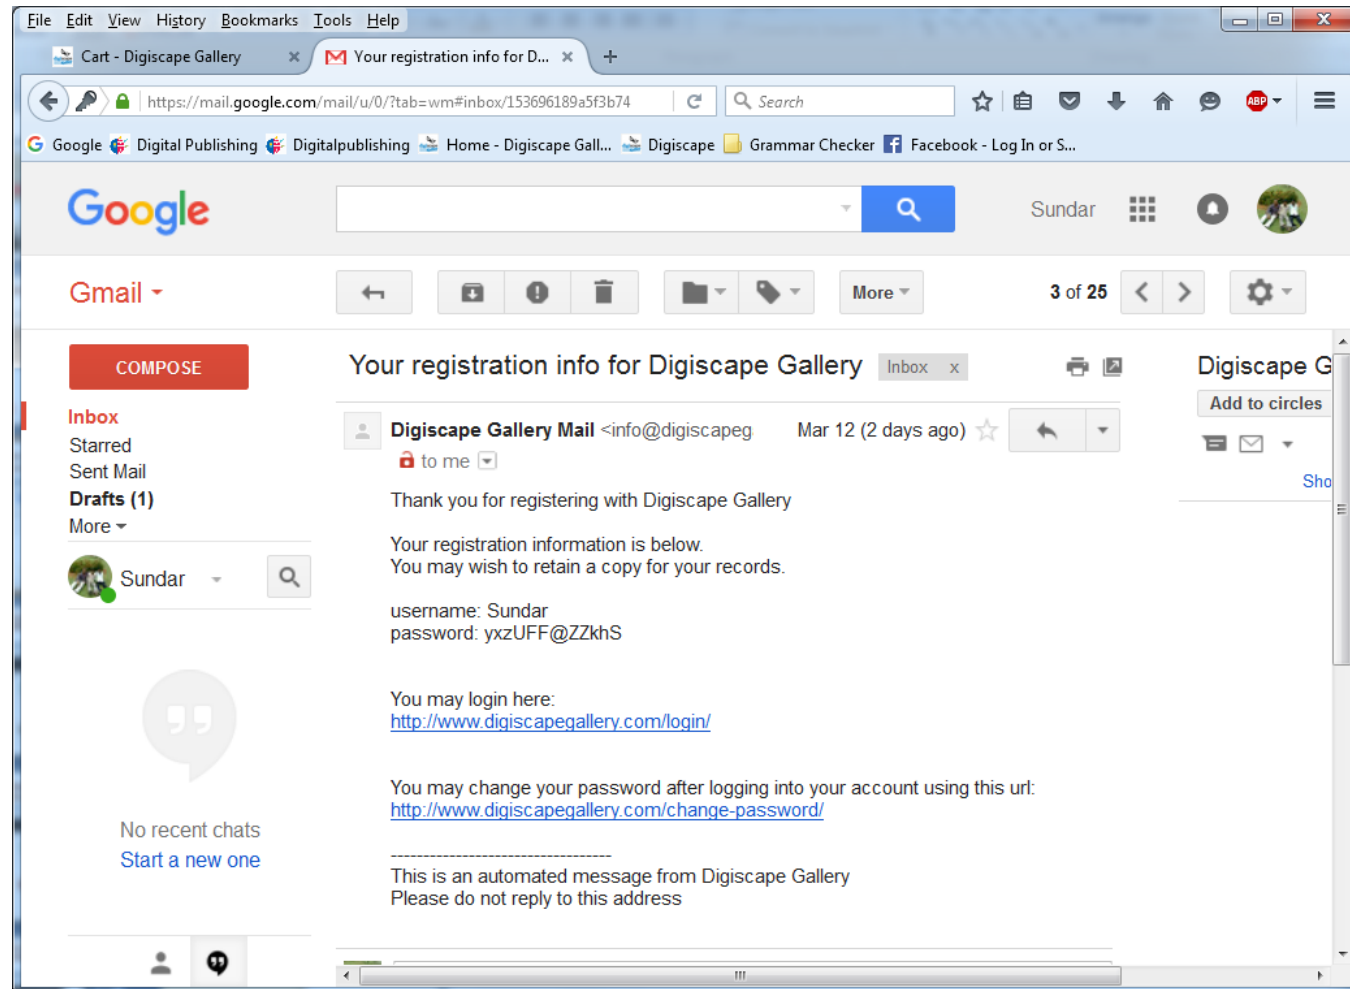 File Edit View History Bookmarks Tools Help
Cart - Digiscape Gallery
Your registration info for D...
https://mail.google.com/mail/u/0/?tab=wm#inbox/153696189a5f3b74
Search
ABP
Google Digital Publishing Digitalpublishing Home - Digiscape Gall... Digiscape Grammar Checker Facebook - Log In or S...
Google
Sundar
Gmail
More
3 of 25
COMPOSE
Inbox
Starred
Sent Mail
Drafts (1)
More
Sundar
No recent chats
Start a new one
Your registration info for Digiscape Gallery Inbox x
Digiscape Gallery Mail <info@digiscapeg Mar 12 (2 days ago)
to me
Thank you for registering with Digiscape Gallery
Your registration information is below.
You may wish to retain a copy for your records.
username: Sundar
password: yxzUFF@ZZkhS
You may login here:
http://www.digiscapegallery.com/login/
You may change your password after logging into your account using this url:
http://www.digiscapegallery.com/change-password/
----------------------------------
This is an automated message from Digiscape Gallery
Please do not reply to this address
Digiscape G
Add to circles
Sho